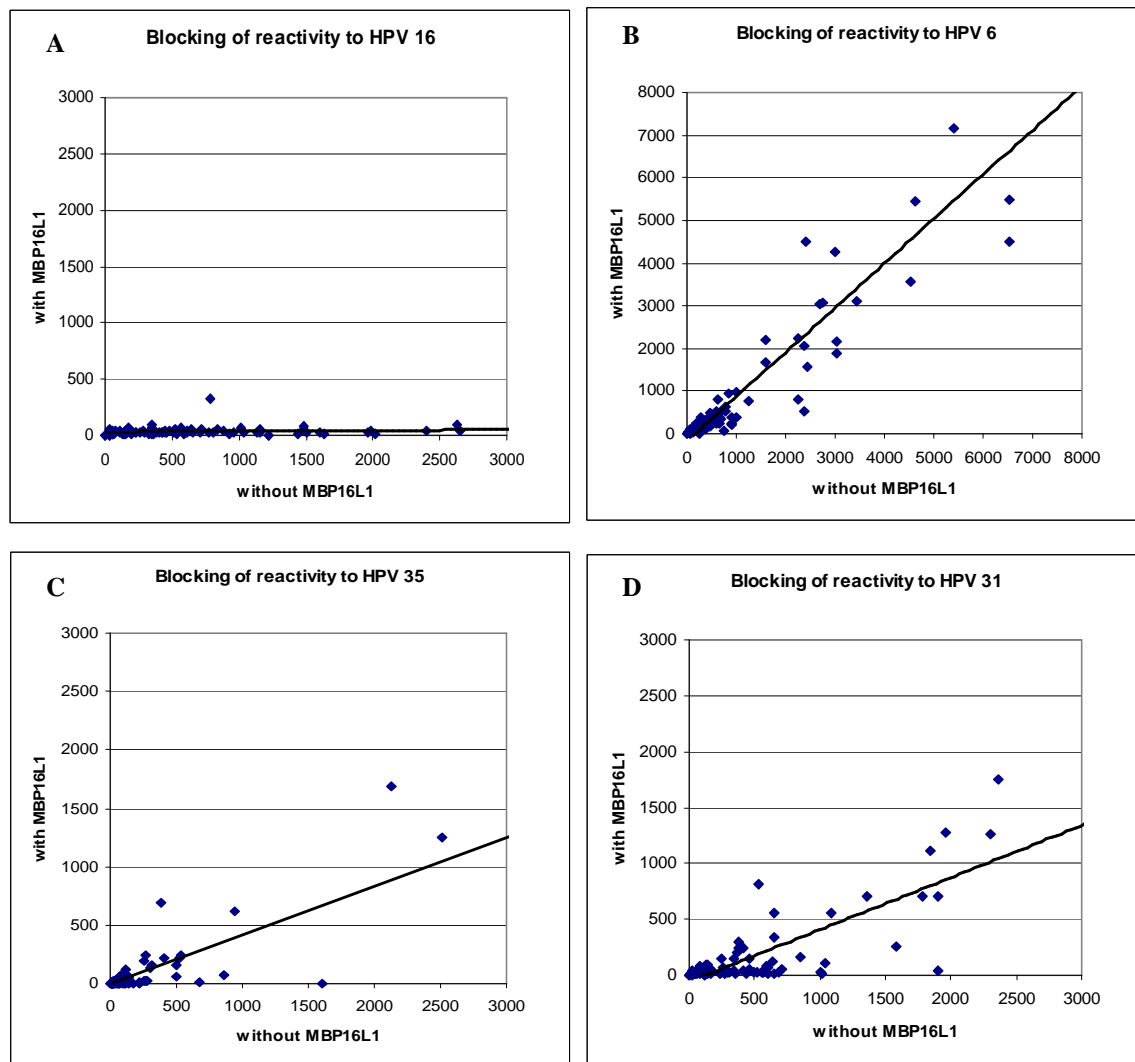 A
Blocking of reactivity to HPV 16
3000
2500
2000
1500
1000
500
0
0 500 1000 1500 2000 2500 3000
with MBP16L1
without MBP16L1
B
Blocking of reactivity to HPV 6
8000
7000
6000
5000
4000
3000
2000
1000
0
0 1000 2000 3000 4000 5000 6000 7000 8000
with MBP16L1
without MBP16L1
C
Blocking of reactivity to HPV 35
3000
2500
2000
1500
1000
500
0
0 500 1000 1500 2000 2500 3000
with MBP16L1
without MBP16L1
D
Blocking of reactivity to HPV 31
3000
2500
2000
1500
1000
500
0
0 500 1000 1500 2000 2500 3000
with MBP16L1
without MBP16L1